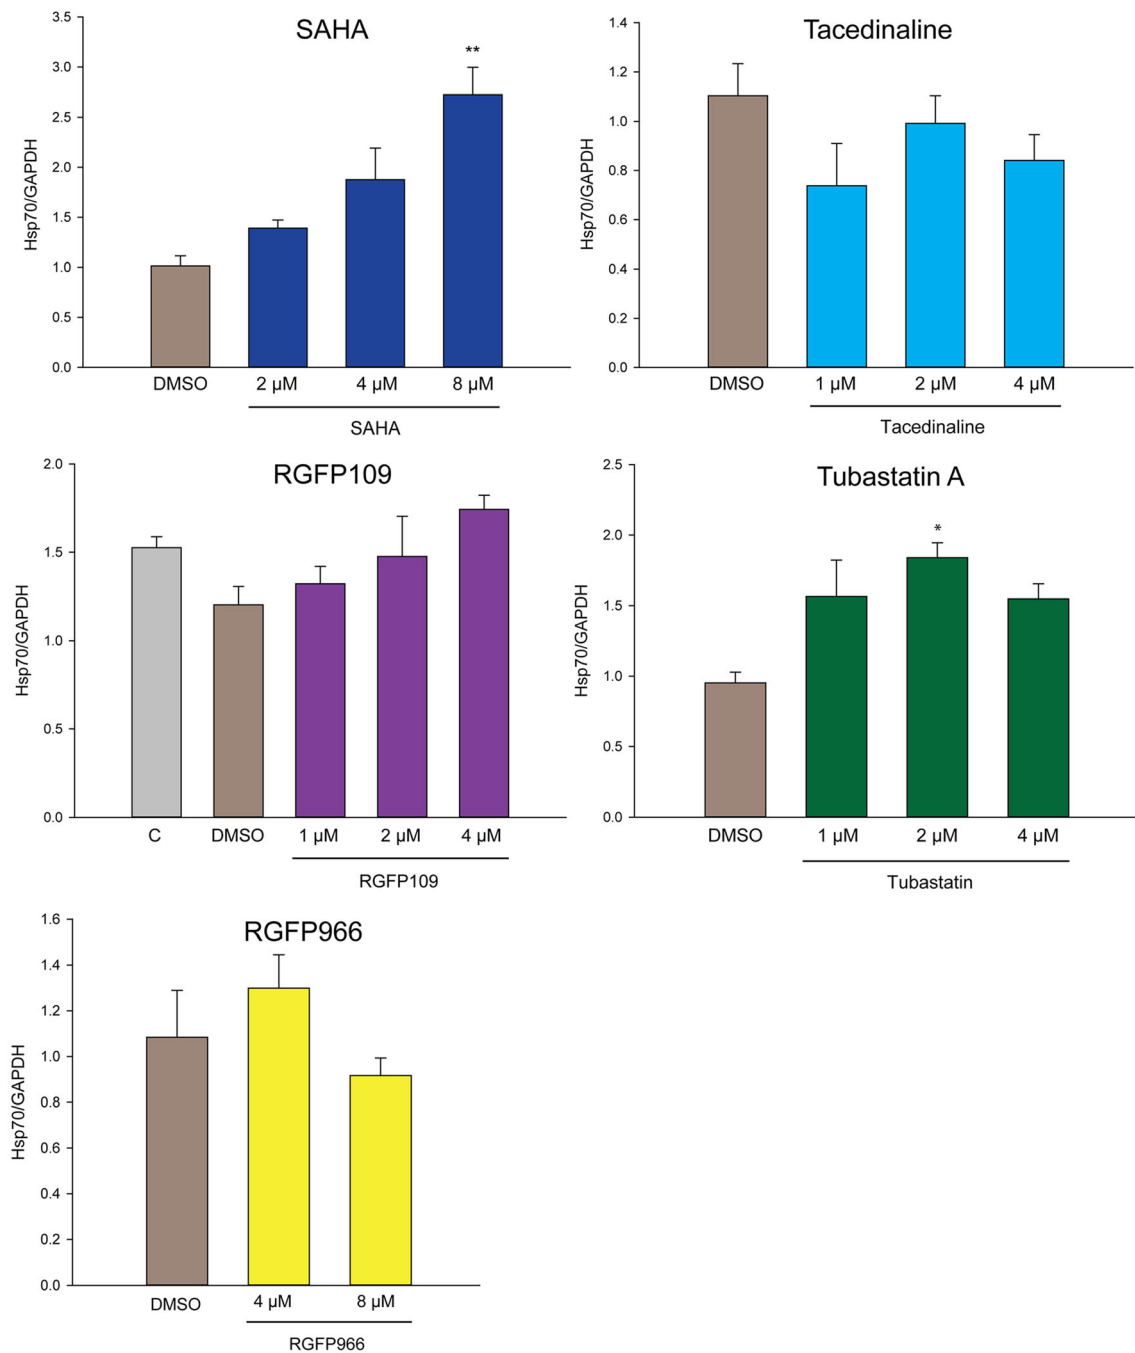 SAHA
Hsp70/GAPDH
3.5
3.0
2.5
2.0
1.5
1.0
0.5
0.0
**
DMSO 2 µM 4 µM 8 µM
SAHA
Tacedinaline
Hsp70/GAPDH
1.4
1.2
1.0
0.8
0.6
0.4
0.2
0.0
DMSO 1 µM 2 µM 4 µM
Tacedinaline
RGFP109
Hsp70/GAPDH
2.0
1.5
1.0
0.5
0.0
C DMSO 1 µM 2 µM 4 µM
RGFP109
Tubastatin A
Hsp70/GAPDH
2.5
2.0
1.5
1.0
0.5
0.0
*
DMSO 1 µM 2 µM 4 µM
Tubastatin
RGFP966
Hsp70/GAPDH
1.6
1.4
1.2
1.0
0.8
0.6
0.4
0.2
0.0
DMSO 4 µM 8 µM
RGFP966